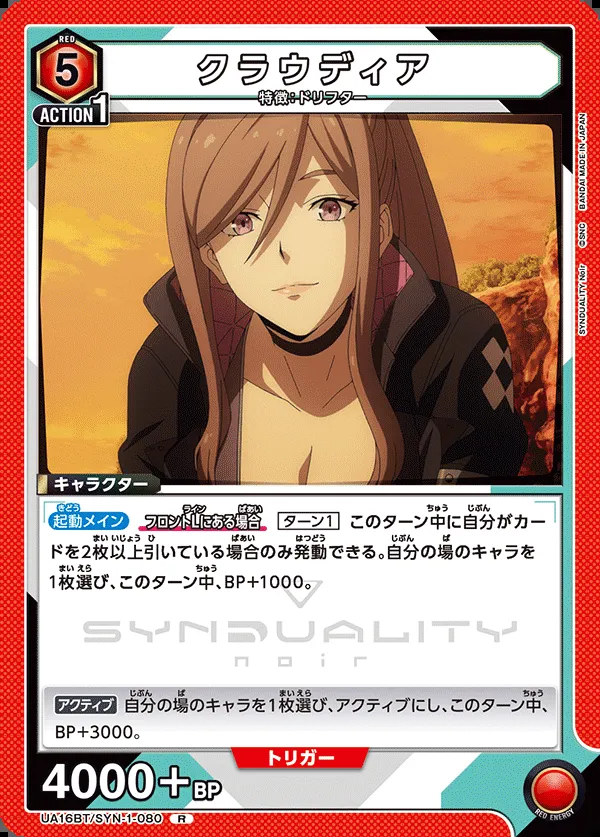 RED
5
クラウディア
ACTION 1
特徴：ドリフター
SYNDUALITY Noir ©SNC BANDAI MADE IN JAPAN
キャラクター
起動メイン フロントLにある場合 ターン1 このターン中に自分がカー
ドを2枚以上引いている場合のみ発動できる。自分の場のキャラを
1枚選び、このターン中、BP+1000。
SYNDUALITY
noir
アクティブ 自分の場のキャラを1枚選び、アクティブにし、このターン中、
BP+3000。
トリガー
4000+BP
RED ENERGY
UA16BT/SYN-1-080 R